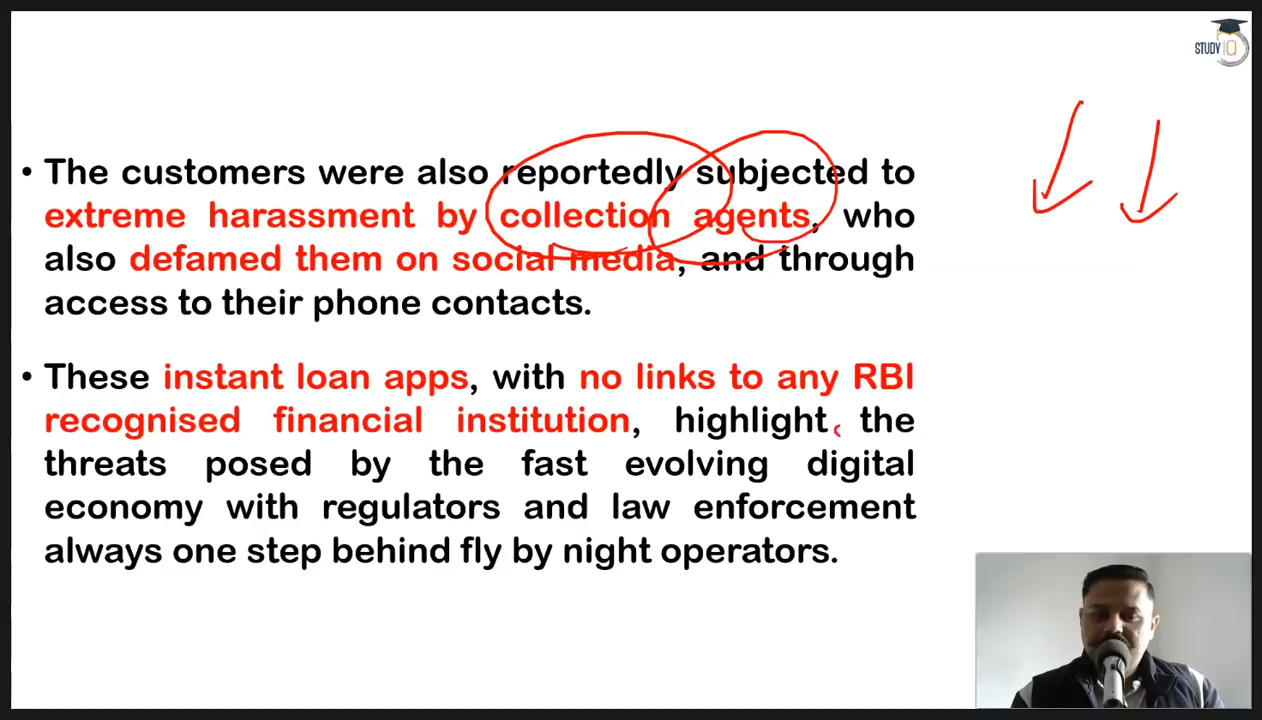 STUDY IQ
• The customers were also reportedly subjected to
extreme harassment by collection agents, who
also defamed them on social media, and through
access to their phone contacts.
• These instant loan apps, with no links to any RBI
recognised financial institution, highlight the
threats posed by the fast evolving digital
economy with regulators and law enforcement
always one step behind fly by night operators.